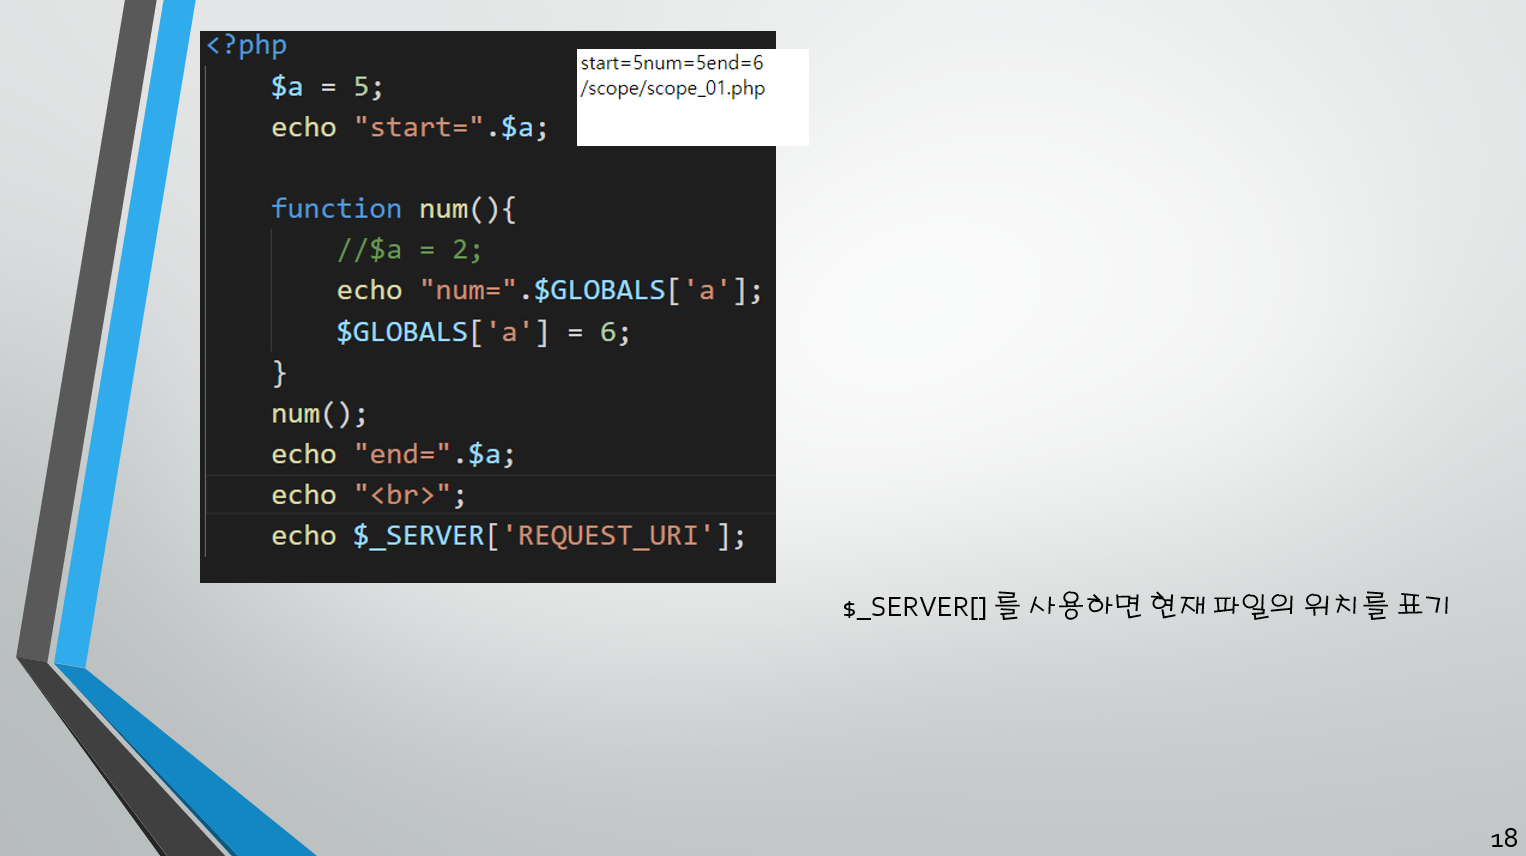 <?php
$a = 5;
echo "start=".$a;
function num(){
//$a = 2;
echo "num=".$GLOBALS['a'];
$GLOBALS['a'] = 6;
}
num();
echo "end=".$a;
echo "<br>";
echo $_SERVER['REQUEST_URI'];
start=5num=5end=6
/scope/scope_01.php
$_SERVER[] 를 사용하면 현재 파일의 위치를 표기
18